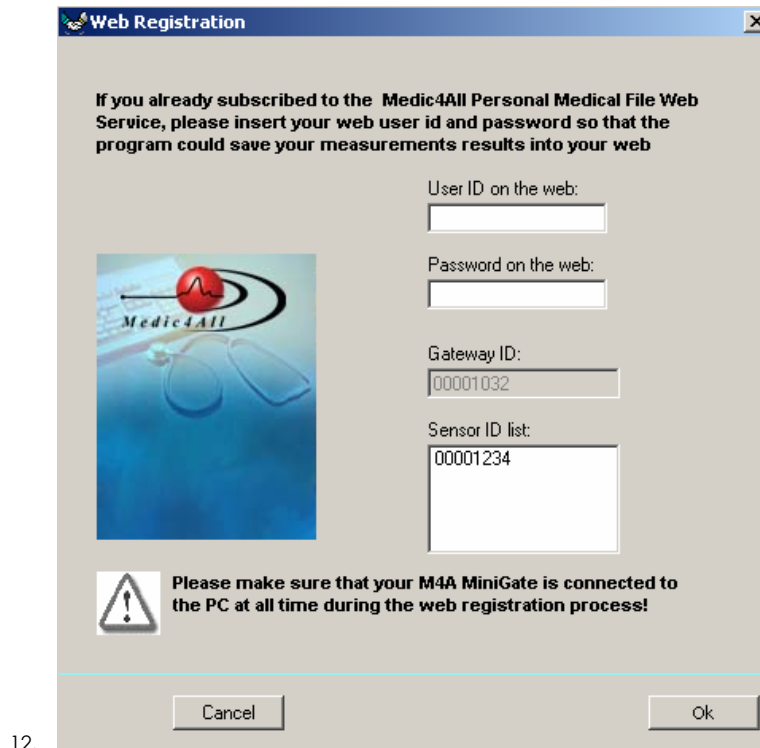 Web Registration
If you already subscribed to the Medic4All Personal Medical File Web
Service, please insert your web user id and password so that the
program could save your measurements results into your web
User ID on the web:
Password on the web:
Medic4All
Gateway ID:
00001032
Sensor ID list:
00001234
Please make sure that your M4A MiniGate is connected to
the PC at all time during the web registration process!
Cancel
Ok
12.